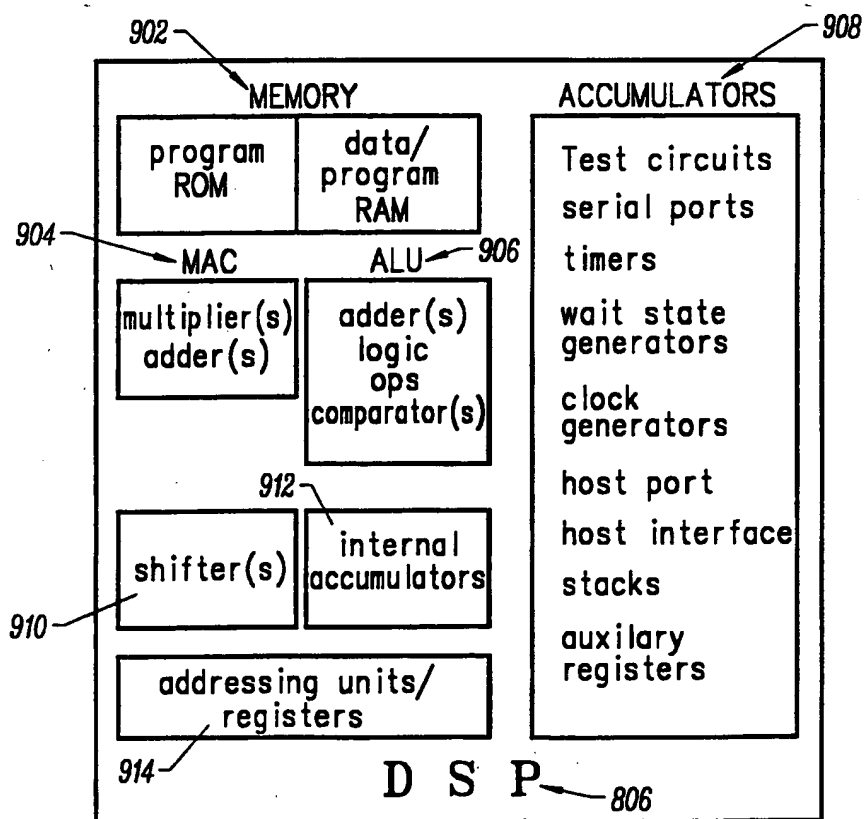 902
908
MEMORY
ACCUMULATORS
program
ROM
data/
program
RAM
904
MAC
ALU
906
multiplier(s)
adder(s)
adder(s)
logic
ops
comparator(s)
912
shifter(s)
910
internal
accumulators
addressing units/
registers
914
Test circuits
serial ports
timers
wait state
generators
clock
generators
host port
host interface
stacks
auxilary
registers
D S P
806